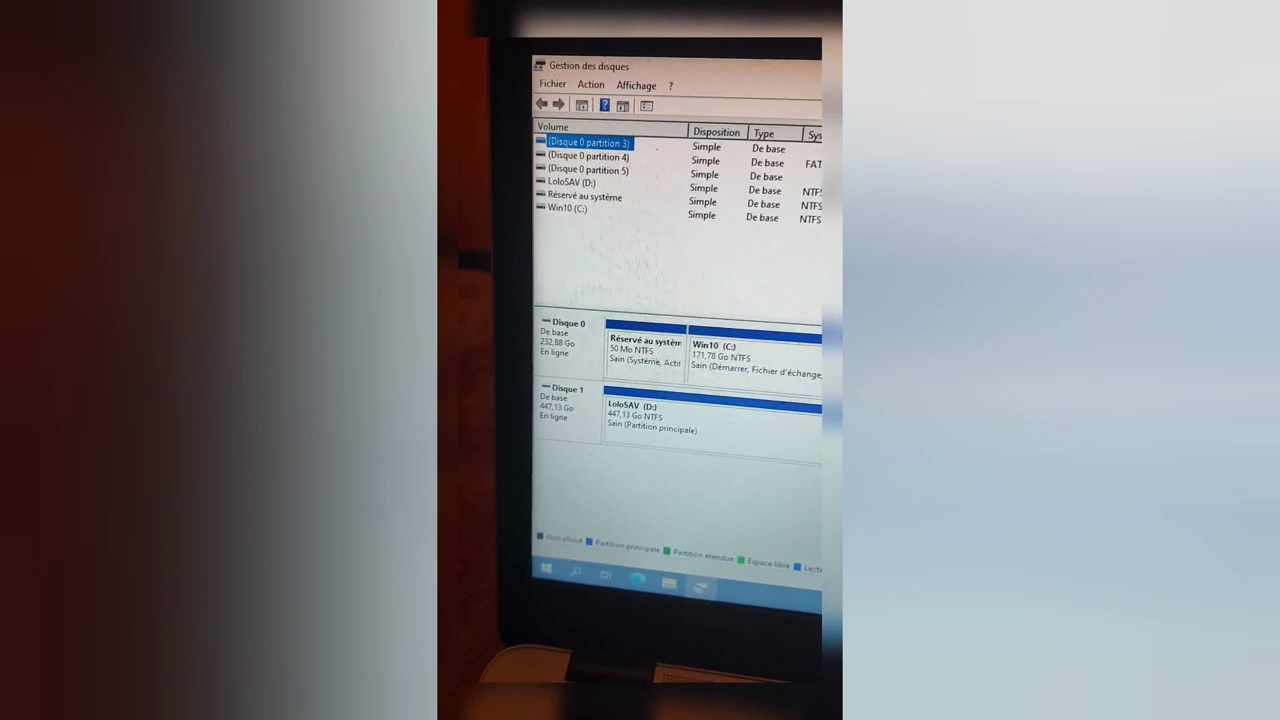 Gestion des disques
Fichier Action Affichage ?
Volume Disposition Type Sys
(Disque 0 partition 3) Simple De base
(Disque 0 partition 4) Simple De base FAT
(Disque 0 partition 5) Simple De base
LoloSAV (D:) Simple De base NTFS
Réservé au système Simple De base NTFS
Win10 (C:) Simple De base NTFS
Disque 0
De base
232,88 Go
En ligne
Réservé au systèm
50 Mo NTFS
Sain (Système, Acti
Win10 (C:)
171,78 Go NTFS
Sain (Démarrer, Fichier d'échange,
Disque 1
De base
447,13 Go
En ligne
LoloSAV (D:)
447,13 Go NTFS
Sain (Partition principale)
Non alloué Partition principale Partition étendue Espace libre Lect